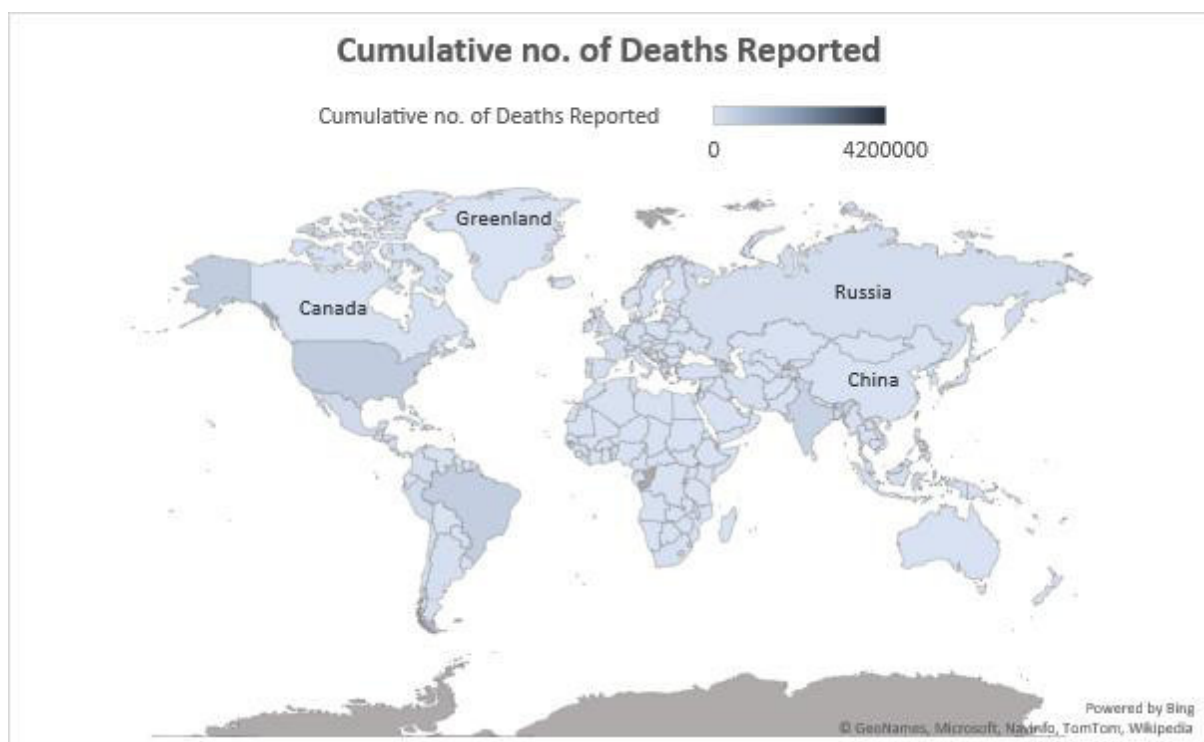 Cumulative no. of Deaths Reported
Cumulative no. of Deaths Reported
0 4200000
Greenland
Canada
Russia
China
Powered by Bing
© GeoNames, Microsoft, Navinfo, TomTom, Wikipedia